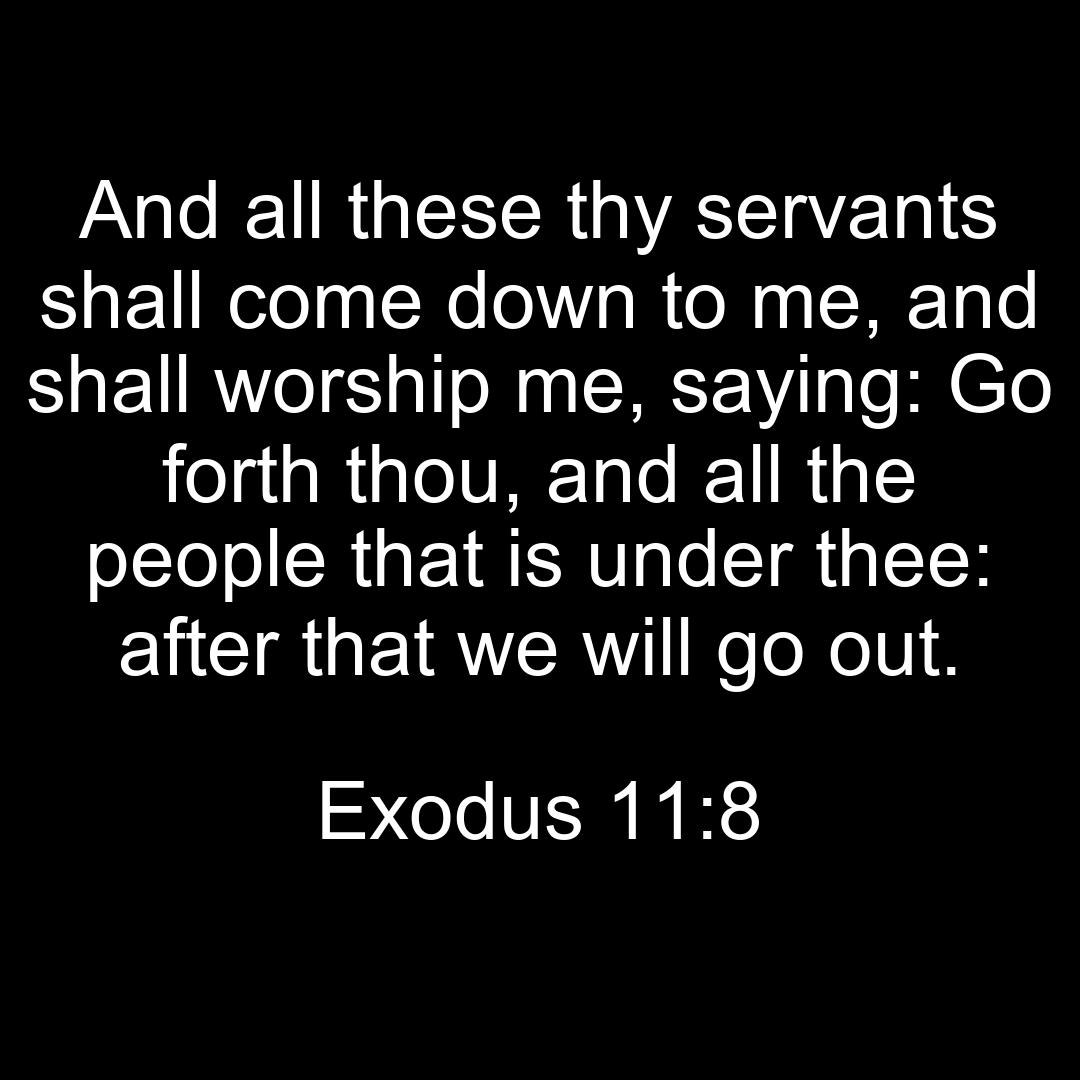 And all these thy servants
shall come down to me, and
shall worship me, saying: Go
forth thou, and all the
people that is under thee:
after that we will go out.
Exodus 11:8